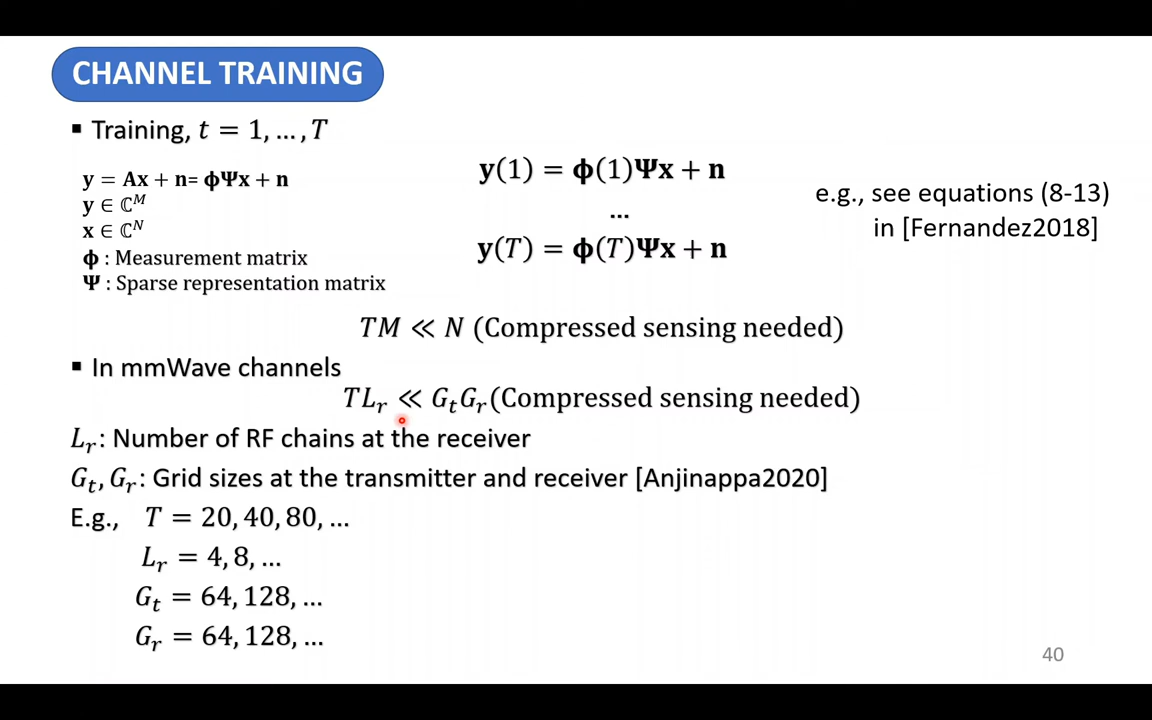 CHANNEL TRAINING
▪ Training, t = 1, … , T
y = Ax + n= ϕΨx + n
y ∈ ℂ^M
x ∈ ℂ^N
ϕ : Measurement matrix
Ψ : Sparse representation matrix
y(1) = ϕ(1)Ψx + n
…
y(T) = ϕ(T)Ψx + n
e.g., see equations (8-13)
in [Fernandez2018]
TM ≪ N (Compressed sensing needed)
▪ In mmWave channels
TL_r ≪ G_tG_r(Compressed sensing needed)
L_r: Number of RF chains at the receiver
G_t, G_r: Grid sizes at the transmitter and receiver [Anjinappa2020]
E.g., T = 20, 40, 80, …
L_r = 4, 8, …
G_t = 64, 128, …
G_r = 64, 128, …
40